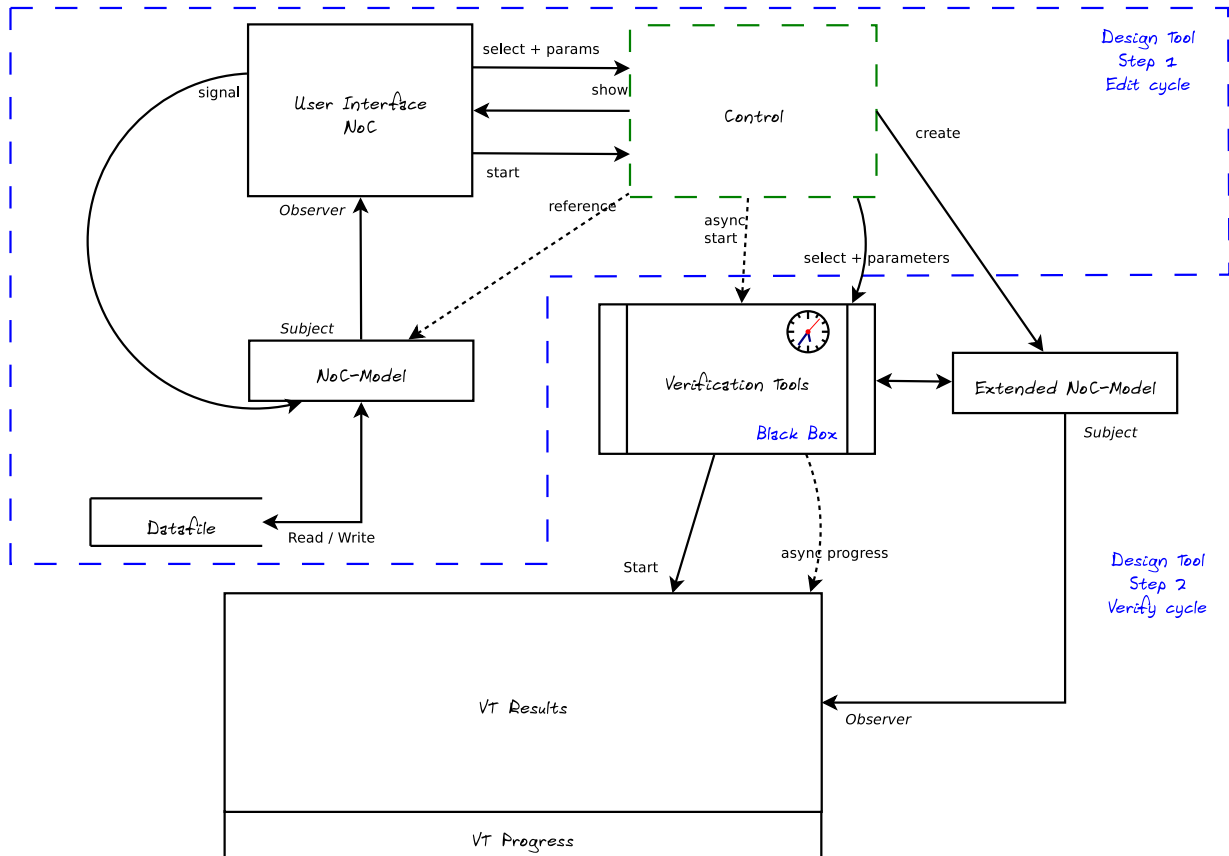 Design Tool
Step 1
Edit cycle
select + params
signal
show
User Interface
NoC
Control
create
start
Observer
reference
async
start
select + parameters
Subject
NoC-Model
Verification Tools
Extended NoC-Model
Black Box
Subject
Datafile
Read / Write
async progress
Start
Design Tool
Step 2
Verify cycle
VT Results
Observer
VT Progress